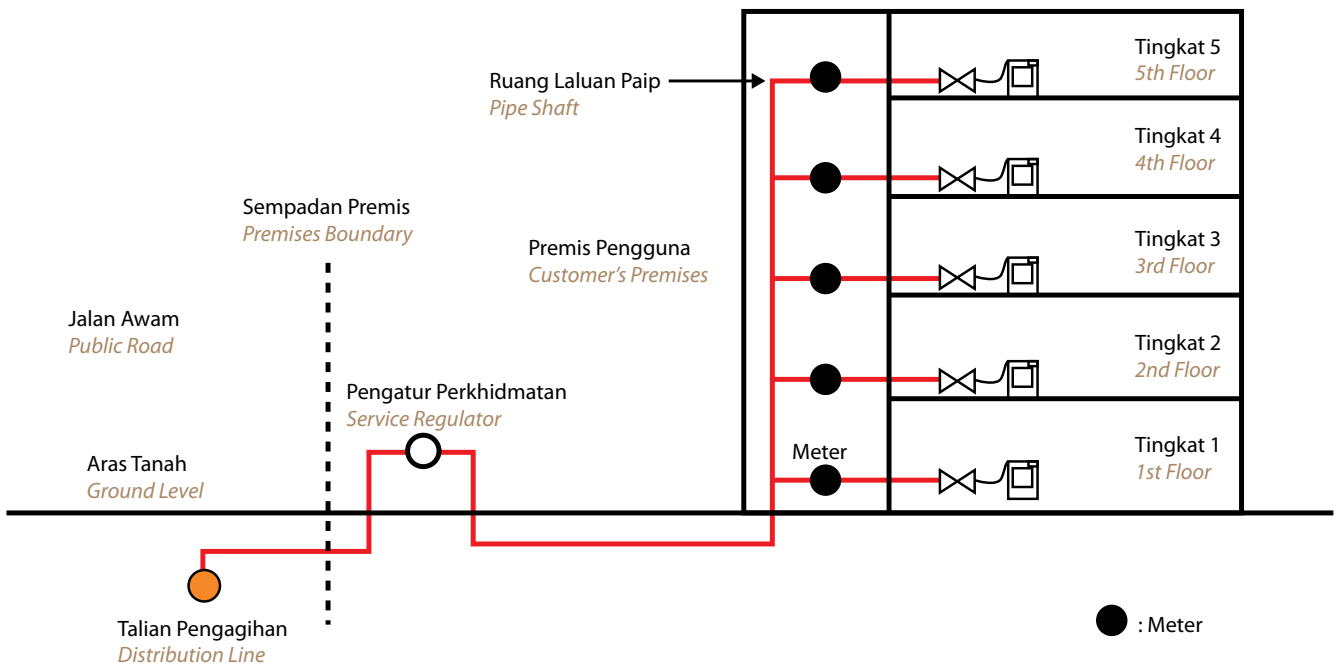 Tingkat 5
5th Floor
Ruang Laluan Paip
Pipe Shaft
Tingkat 4
4th Floor
Sempadan Premis
Premises Boundary
Premis Pengguna
Customer's Premises
Tingkat 3
3rd Floor
Jalan Awam
Public Road
Tingkat 2
2nd Floor
Pengatur Perkhidmatan
Service Regulator
Aras Tanah
Ground Level
Meter
Tingkat 1
1st Floor
Talian Pengagihan
Distribution Line
: Meter